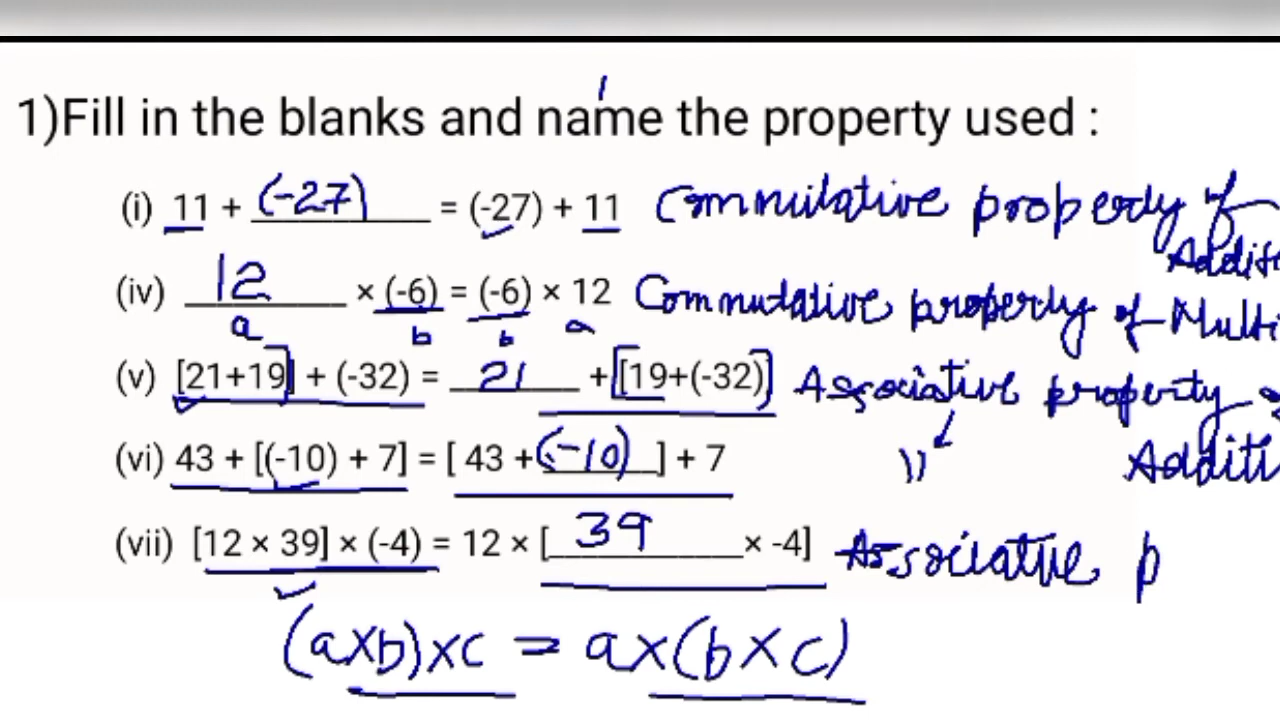 1)Fill in the blanks and name the property used :
(i) 11 + (-27) = (-27) + 11 Commutative property of
Addit
(iv) 12 × (-6) = (-6) × 12 Commutative property of Multi
a b b a
(v) [21+19] + (-32) = 21 + [19+(-32)] Associative property
(vi) 43 + [(-10) + 7] = [ 43 + (-10) ] + 7 " Additi
(vii) [12 × 39] × (-4) = 12 × [ 39 × -4] Associative p
(a×b)×c = a×(b×c)